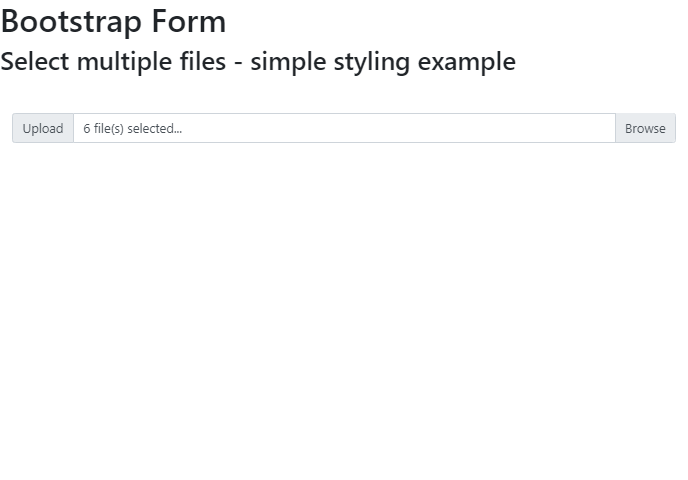 Bootstrap Form
Select multiple files - simple styling example
Upload 6 file(s) selected... Browse